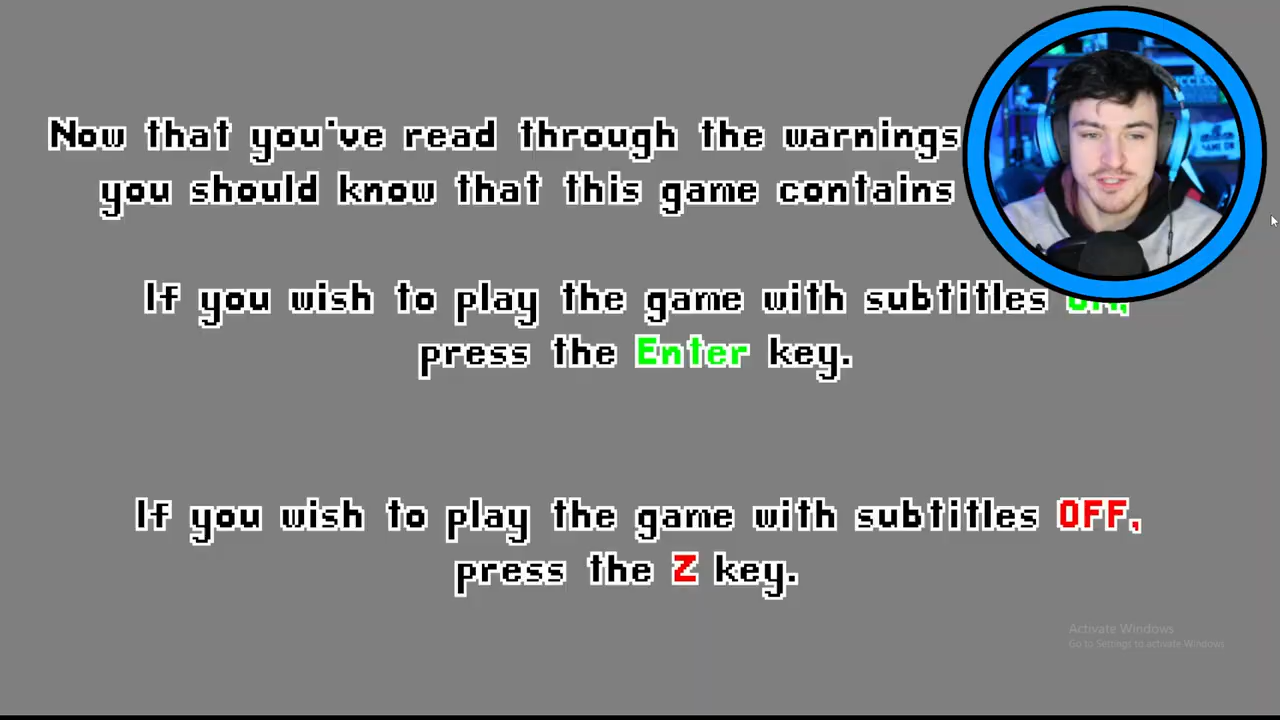 Now that you've read through the warnings
you should know that this game contains
If you wish to play the game with subtitles
press the Enter key.
If you wish to play the game with subtitles OFF,
press the Z key.
Activate Windows
Go to Settings to activate Windows.